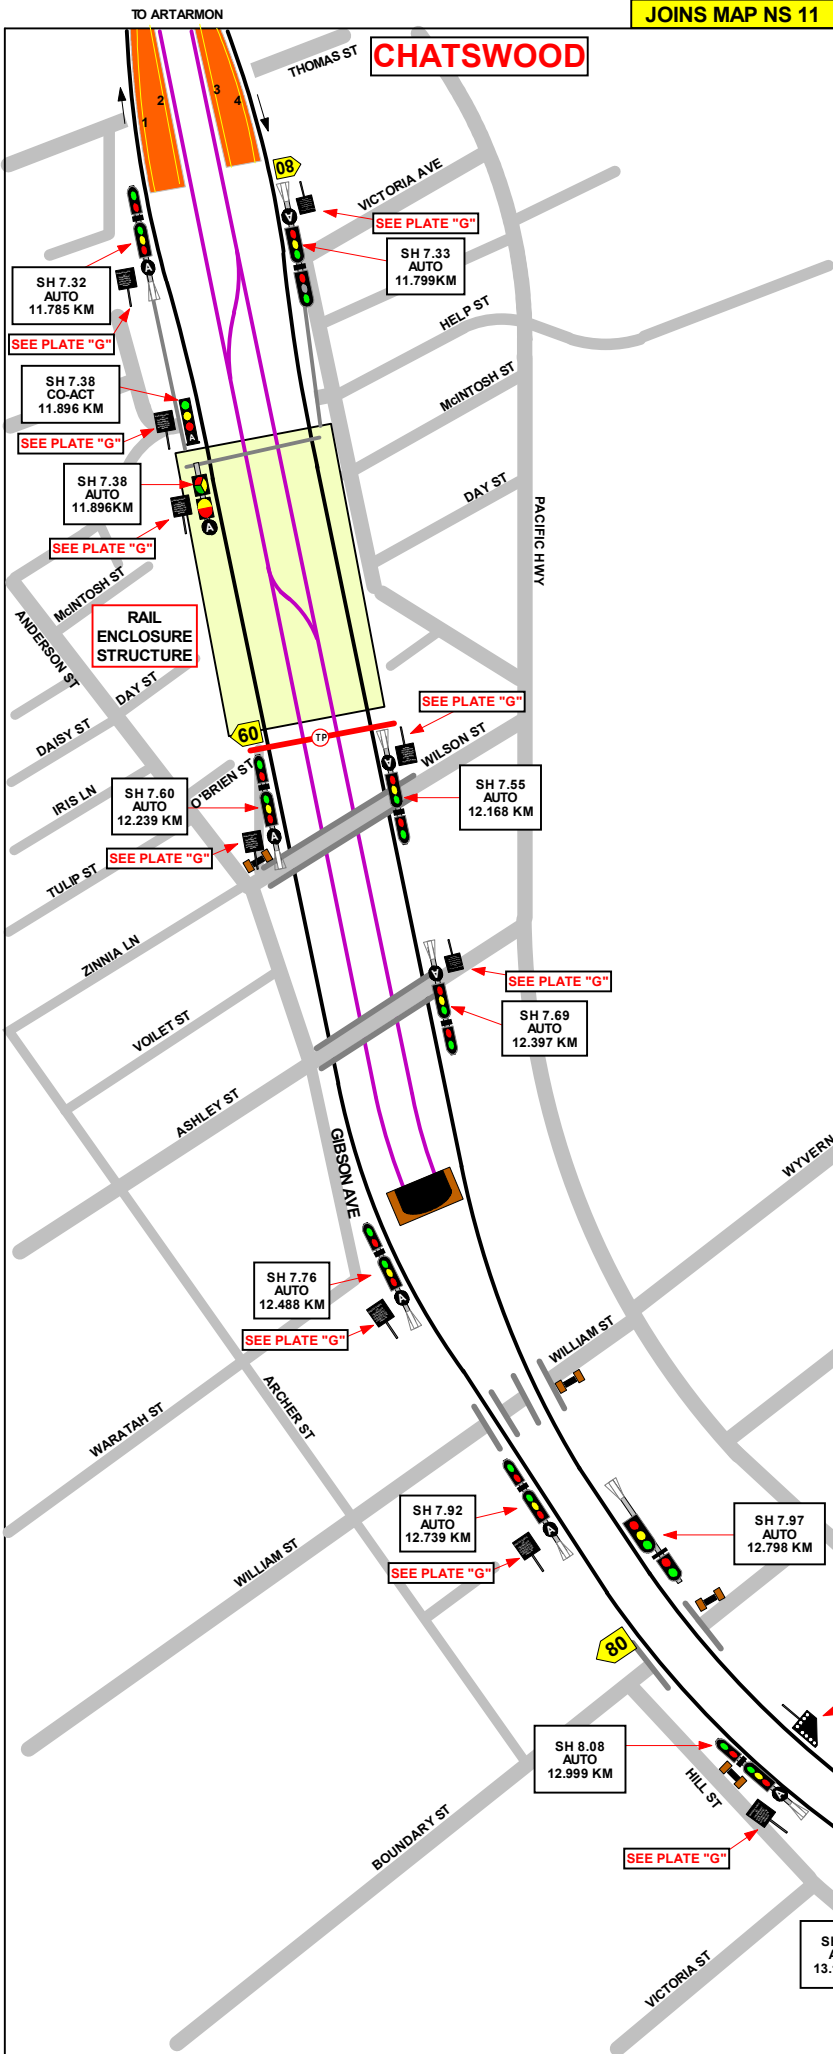 TO ARTARMON
JOINS MAP NS 11
CHATSWOOD
THOMAS ST
1
2
3
4
80
VICTORIA AVE
SEE PLATE "G"
SH 7.33
AUTO
11.799KM
A
A
SH 7.32
AUTO
11.785 KM
SEE PLATE "G"
HELP ST
SH 7.38
CO-ACT
11.896 KM
A
SEE PLATE "G"
McINTOSH ST
SH 7.38
AUTO
11.896KM
A
SEE PLATE "G"
DAY ST
PACIFIC HWY
McINTOSH ST
ANDERSON ST
RAIL
ENCLOSURE
STRUCTURE
DAY ST
DAISY ST
SEE PLATE "G"
60
TP
WILSON ST
A
O'BRIEN ST
IRIS LN
SH 7.60
AUTO
12.239 KM
SH 7.55
AUTO
12.168 KM
A
SEE PLATE "G"
TULIP ST
ZINNIA LN
A
SEE PLATE "G"
SH 7.69
AUTO
12.397 KM
VOILET ST
ASHLEY ST
GIBSON AVE
WYVERN
SH 7.76
AUTO
12.488 KM
A
SEE PLATE "G"
WILLIAM ST
ARCHER ST
WARATAH ST
SH 7.92
AUTO
12.739 KM
A
SH 7.97
AUTO
12.798 KM
SEE PLATE "G"
WILLIAM ST
80
SH 8.08
AUTO
12.999 KM
A
HILL ST
BOUNDARY ST
SEE PLATE "G"
VICTORIA ST
13.